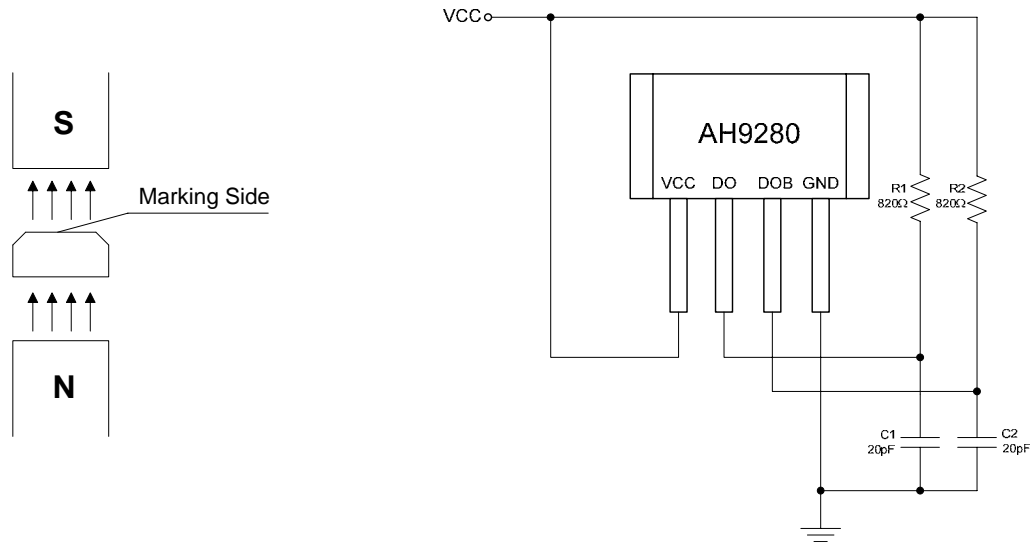 S
Marking Side
N
VCC
AH9280
VCC DO DOB GND
R1
820Ω
R2
820Ω
C1
20pF
C2
20pF